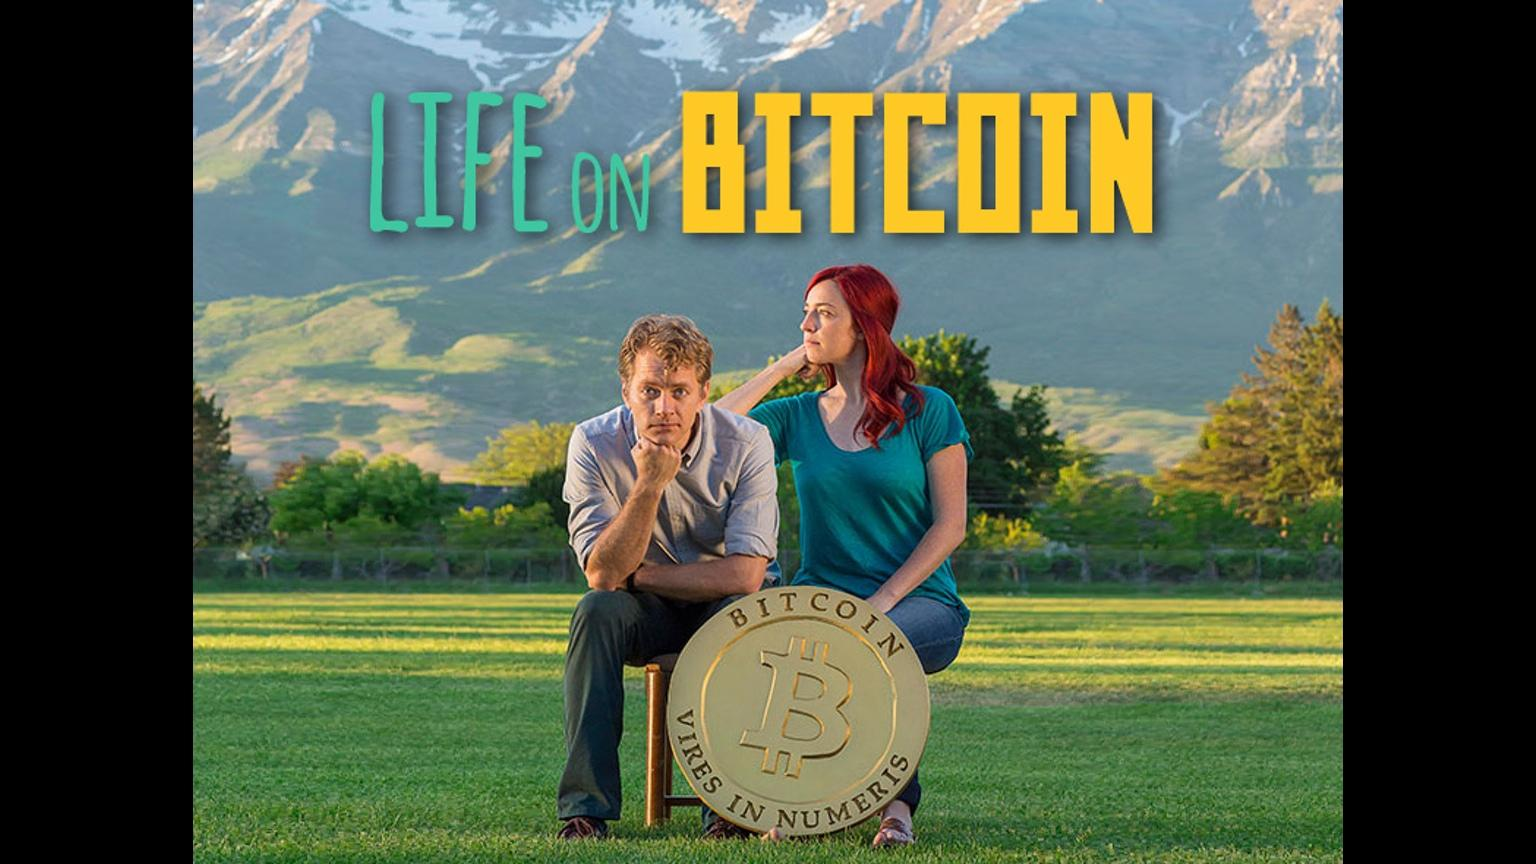 LIFE ON BITCOIN
BITCOIN
VIRES IN NUMERIS